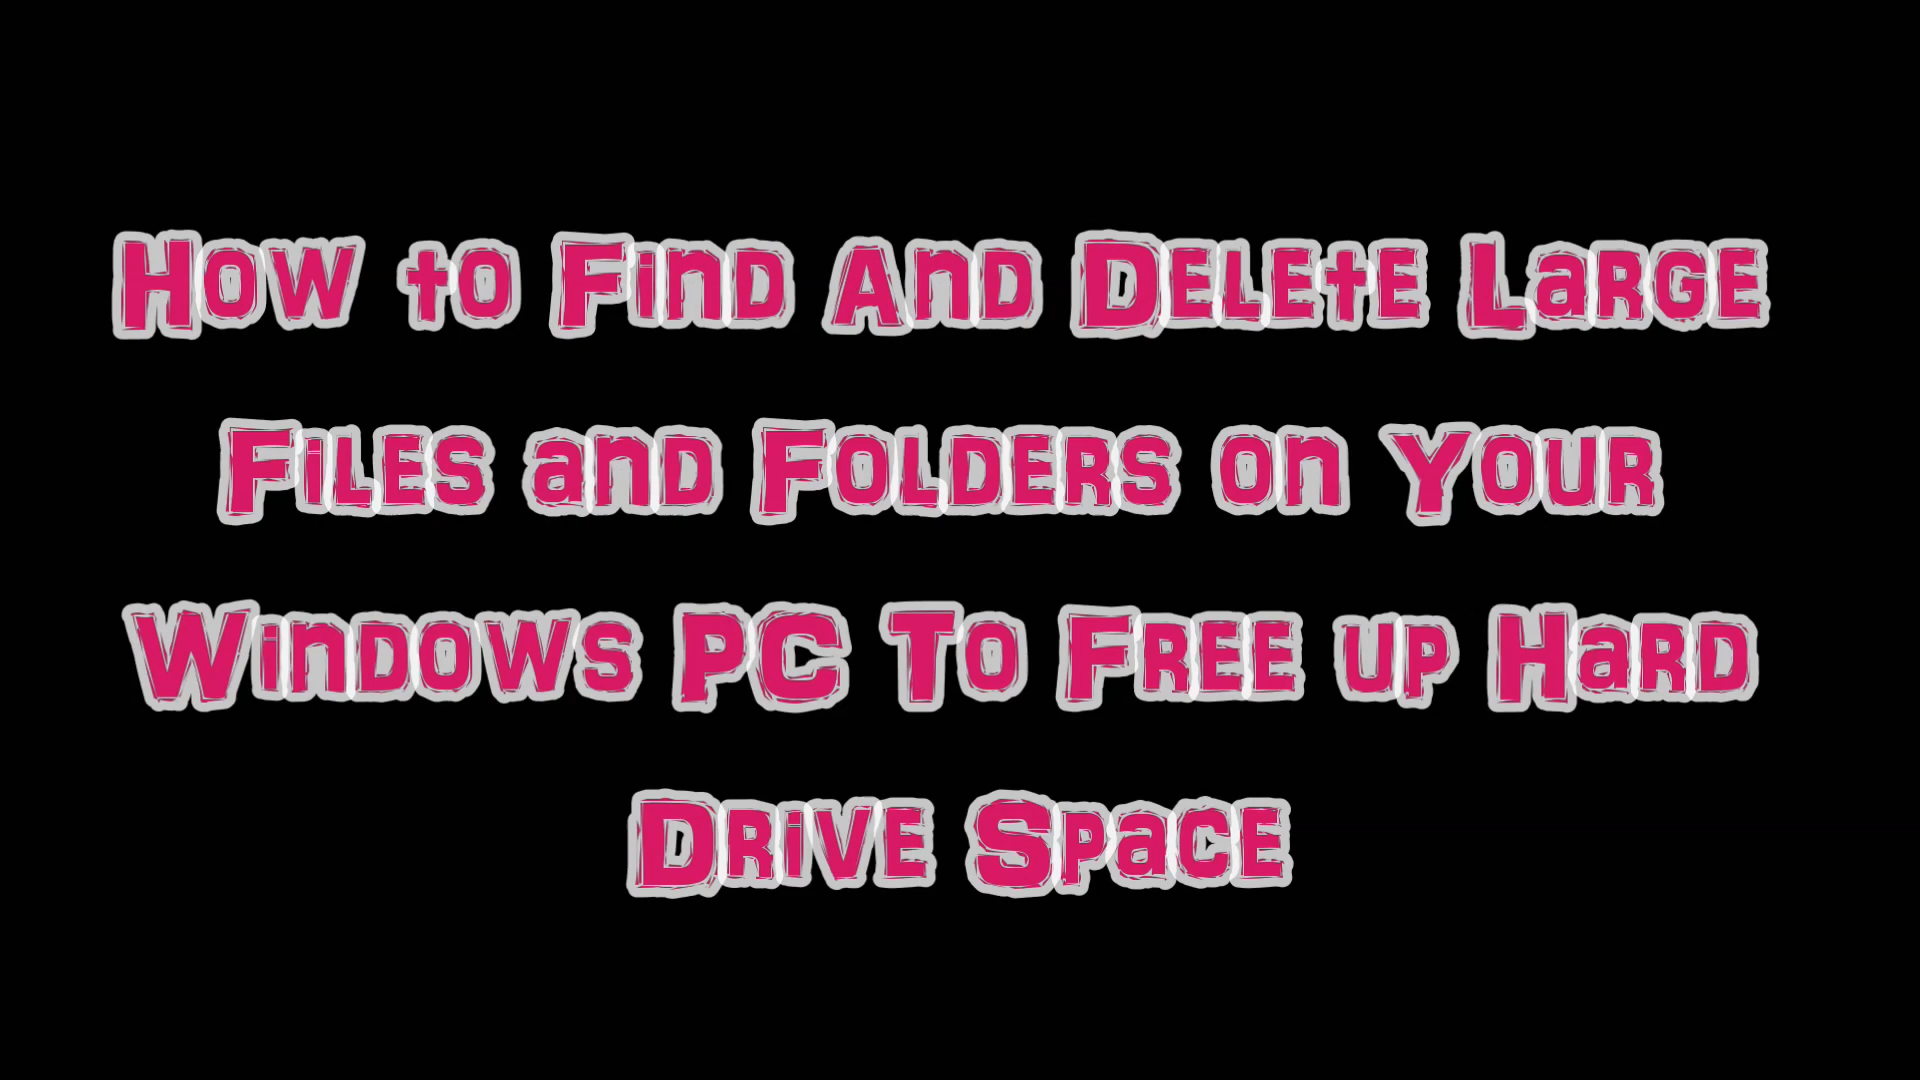 How to Find And Delete Large
Files and Folders on Your
Windows PC To Free up Hard
Drive Space